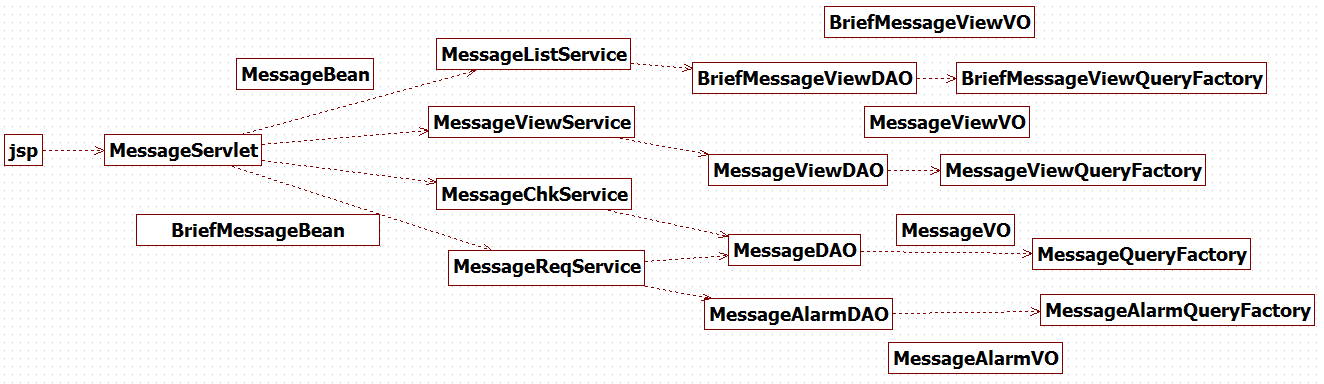 BriefMessageViewVO
MessageListService
MessageBean
BriefMessageViewDAO
BriefMessageViewQueryFactory
MessageViewService
MessageViewVO
jsp
MessageServlet
MessageViewDAO
MessageViewQueryFactory
MessageChkService
BriefMessageBean
MessageVO
MessageDAO
MessageQueryFactory
MessageReqService
MessageAlarmDAO
MessageAlarmQueryFactory
MessageAlarmVO